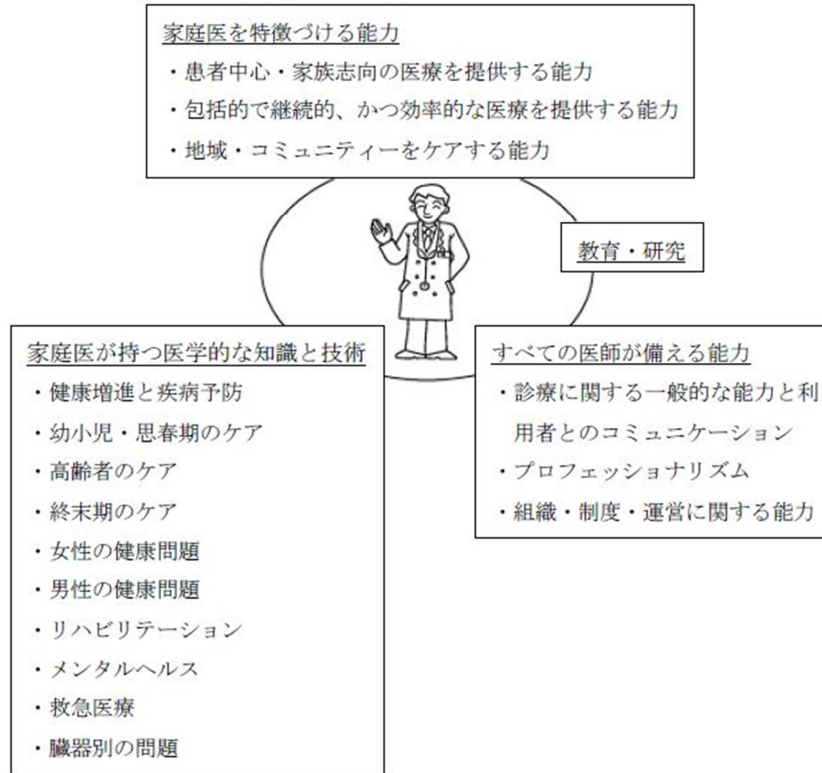 家庭医を特徴づける能力
・患者中心・家族志向の医療を提供する能力
・包括的で継続的、かつ効率的な医療を提供する能力
・地域・コミュニティーをケアする能力
教育・研究
家庭医が持つ医学的な知識と技術
・健康増進と疾病予防
・幼小児・思春期のケア
・高齢者のケア
・終末期のケア
・女性の健康問題
・男性の健康問題
・リハビリテーション
・メンタルヘルス
・救急医療
・臓器別の問題
すべての医師が備える能力
・診療に関する一般的な能力と利
用者とのコミュニケーション
・プロフェッショナリズム
・組織・制度・運営に関する能力